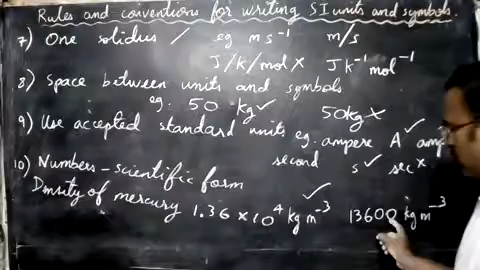 Rules and conventions for writing SI units and symbols.
7) One solidus / eg m s⁻¹ m/s
J/k/mol × J k⁻¹ mol⁻¹
8) Space between units and symbols
eg. 50 kg ✓ 50kg ×
9) Use accepted standard units eg. ampere A ✓ amp
second s ✓ sec ×
10) Numbers – scientific form
Density of mercury 1.36 × 10⁴ kg m⁻³ ✓ 13600 kg m⁻³